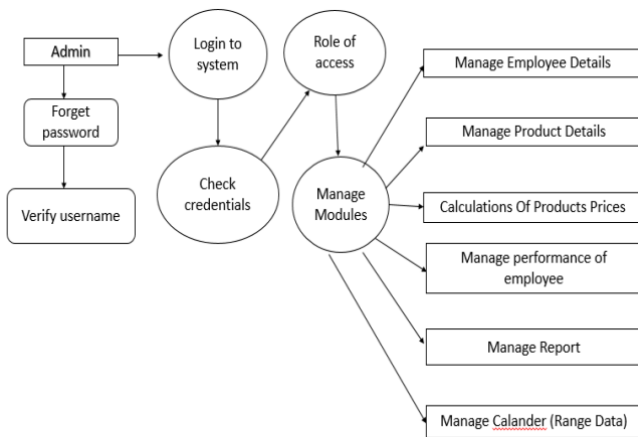 Admin
Login to
system
Role of
access
Manage Employee Details
Forget
password
Manage Product Details
Verify username
Check
credentials
Manage
Modules
Calculations Of Products Prices
Manage performance of
employee
Manage Report
Manage Calander (Range Data)